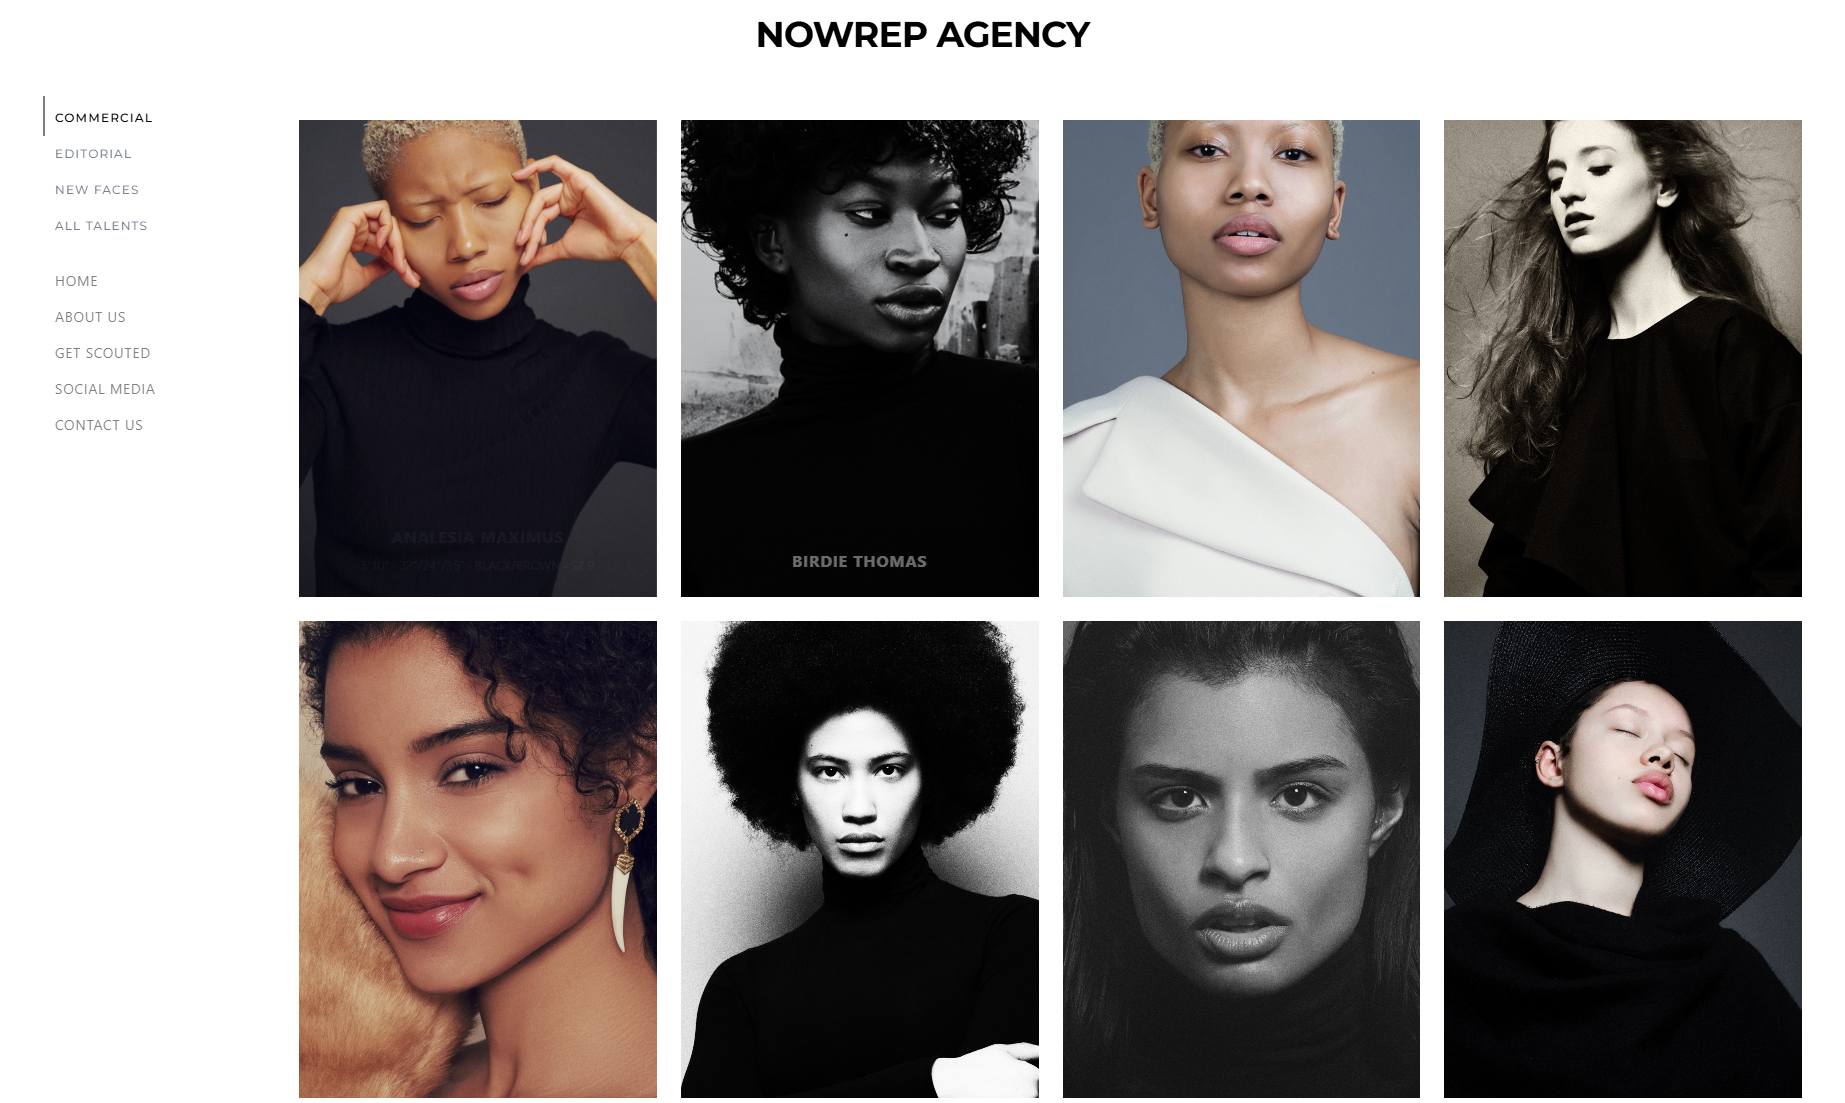 NOWREP AGENCY
COMMERCIAL
EDITORIAL
NEW FACES
ALL TALENTS
HOME
ABOUT US
GET SCOUTED
SOCIAL MEDIA
CONTACT US
ANALESIA MAXIMUS
BIRDIE THOMAS